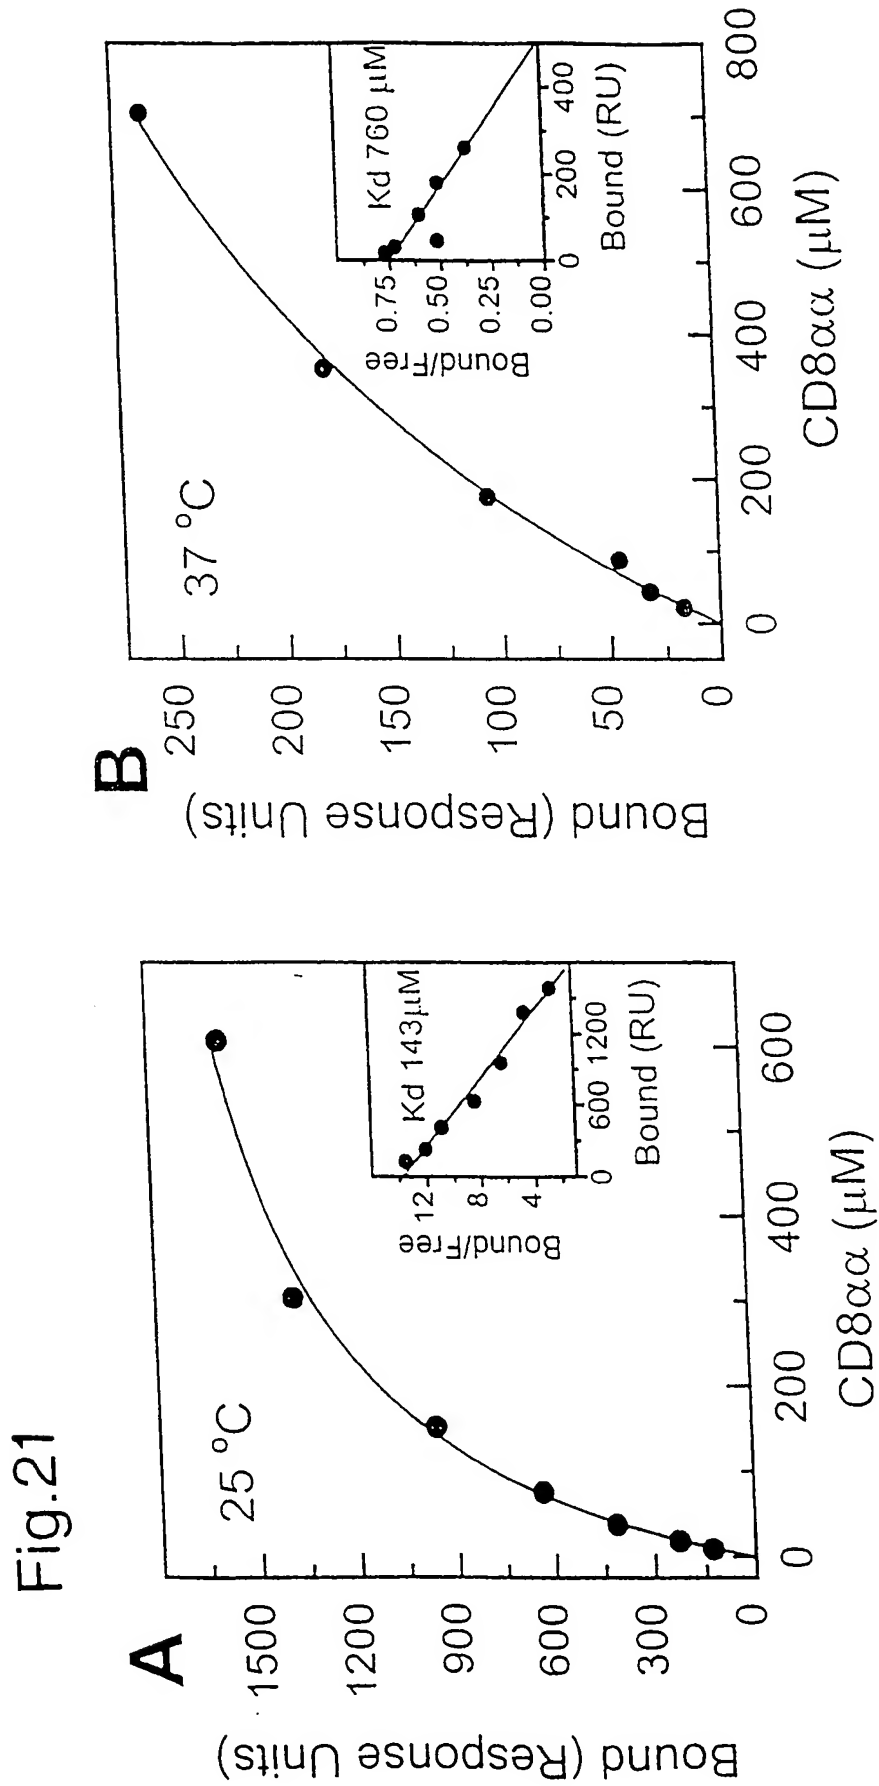 Fig.21
A
25 °C
Bound (Response Units)
1500
1200
900
600
300
0
0 200 400 600
CD8αα (μM)
Kd 143μM
Bound/Free
12
8
4
0 600 1200
Bound (RU)
B
37 °C
Bound (Response Units)
250
200
150
100
50
0
0 200 400 600 800
CD8αα (μM)
Kd 760 μM
Bound/Free
0.75
0.50
0.25
0.00
0 200 400
Bound (RU)